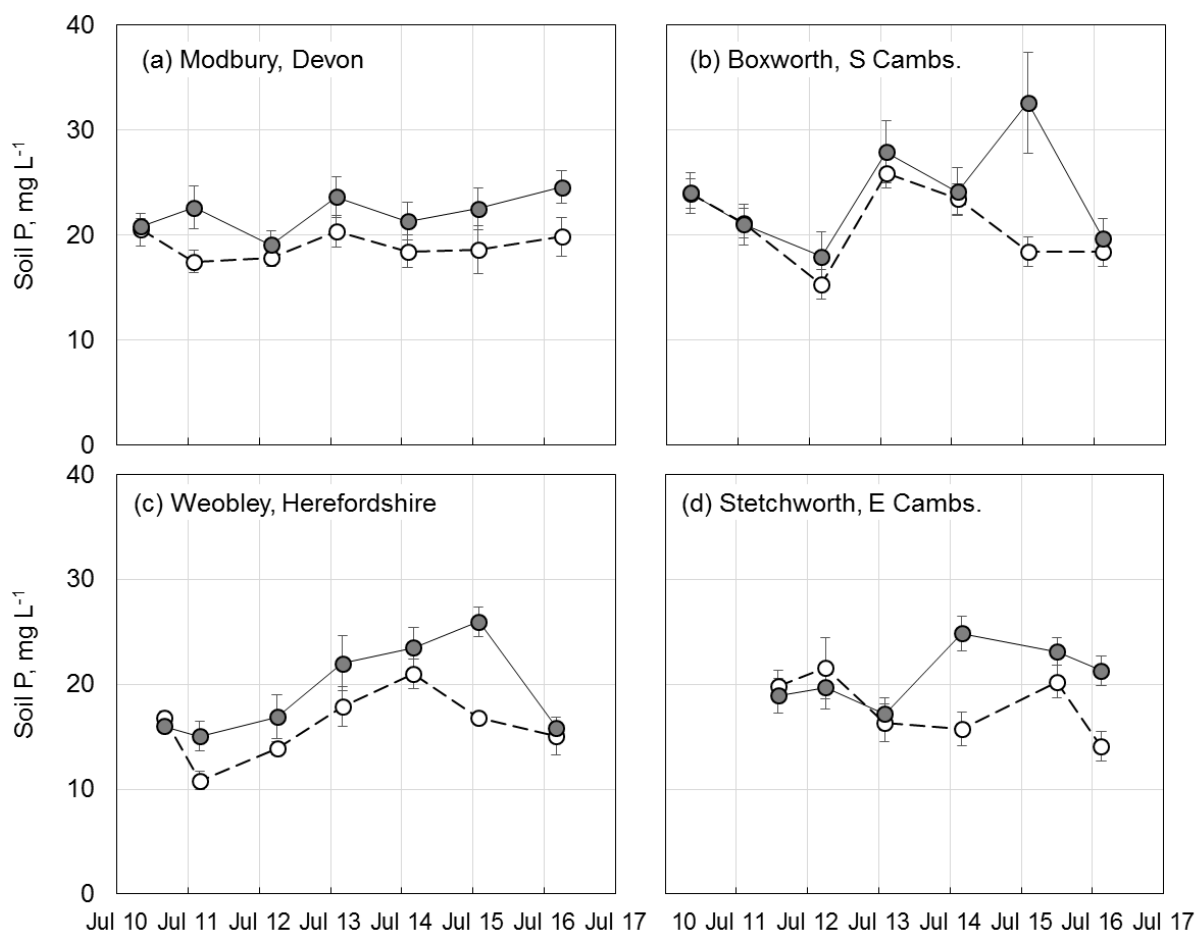 40
30
20
10
0
Soil P, mg L-1
(a) Modbury, Devon
(b) Boxworth, S Cambs.
40
30
20
10
0
Soil P, mg L-1
(c) Weobley, Herefordshire
(d) Stetchworth, E Cambs.
Jul 10 Jul 11 Jul 12 Jul 13 Jul 14 Jul 15 Jul 16 Jul 17
10 Jul 11 Jul 12 Jul 13 Jul 14 Jul 15 Jul 16 Jul 17